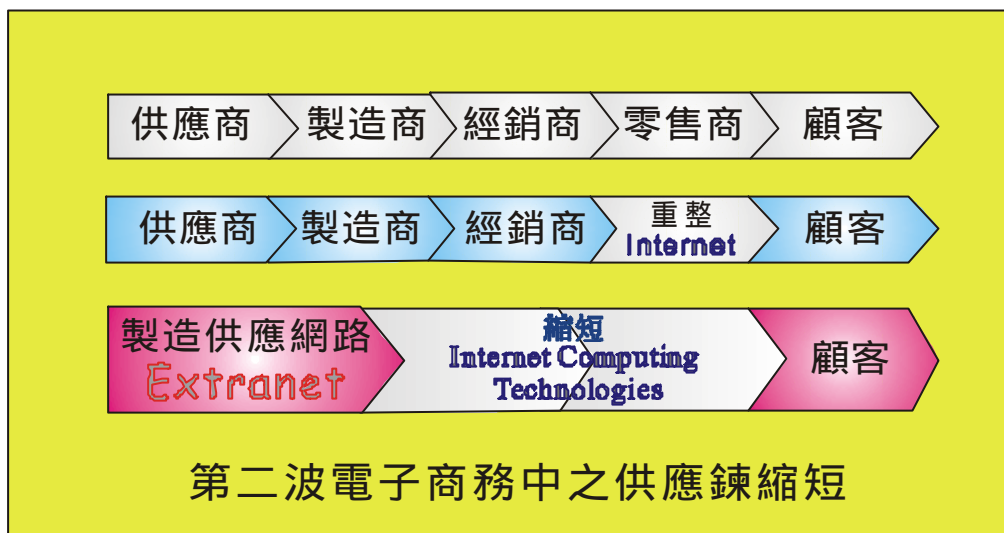 供應商 製造商 經銷商 零售商 顧客
供應商 製造商 經銷商 重整 顧客
Internet
製造供應網路 縮短 顧客
Extranet Internet Computing
Technologies
第二波電子商務中之供應鍊縮短